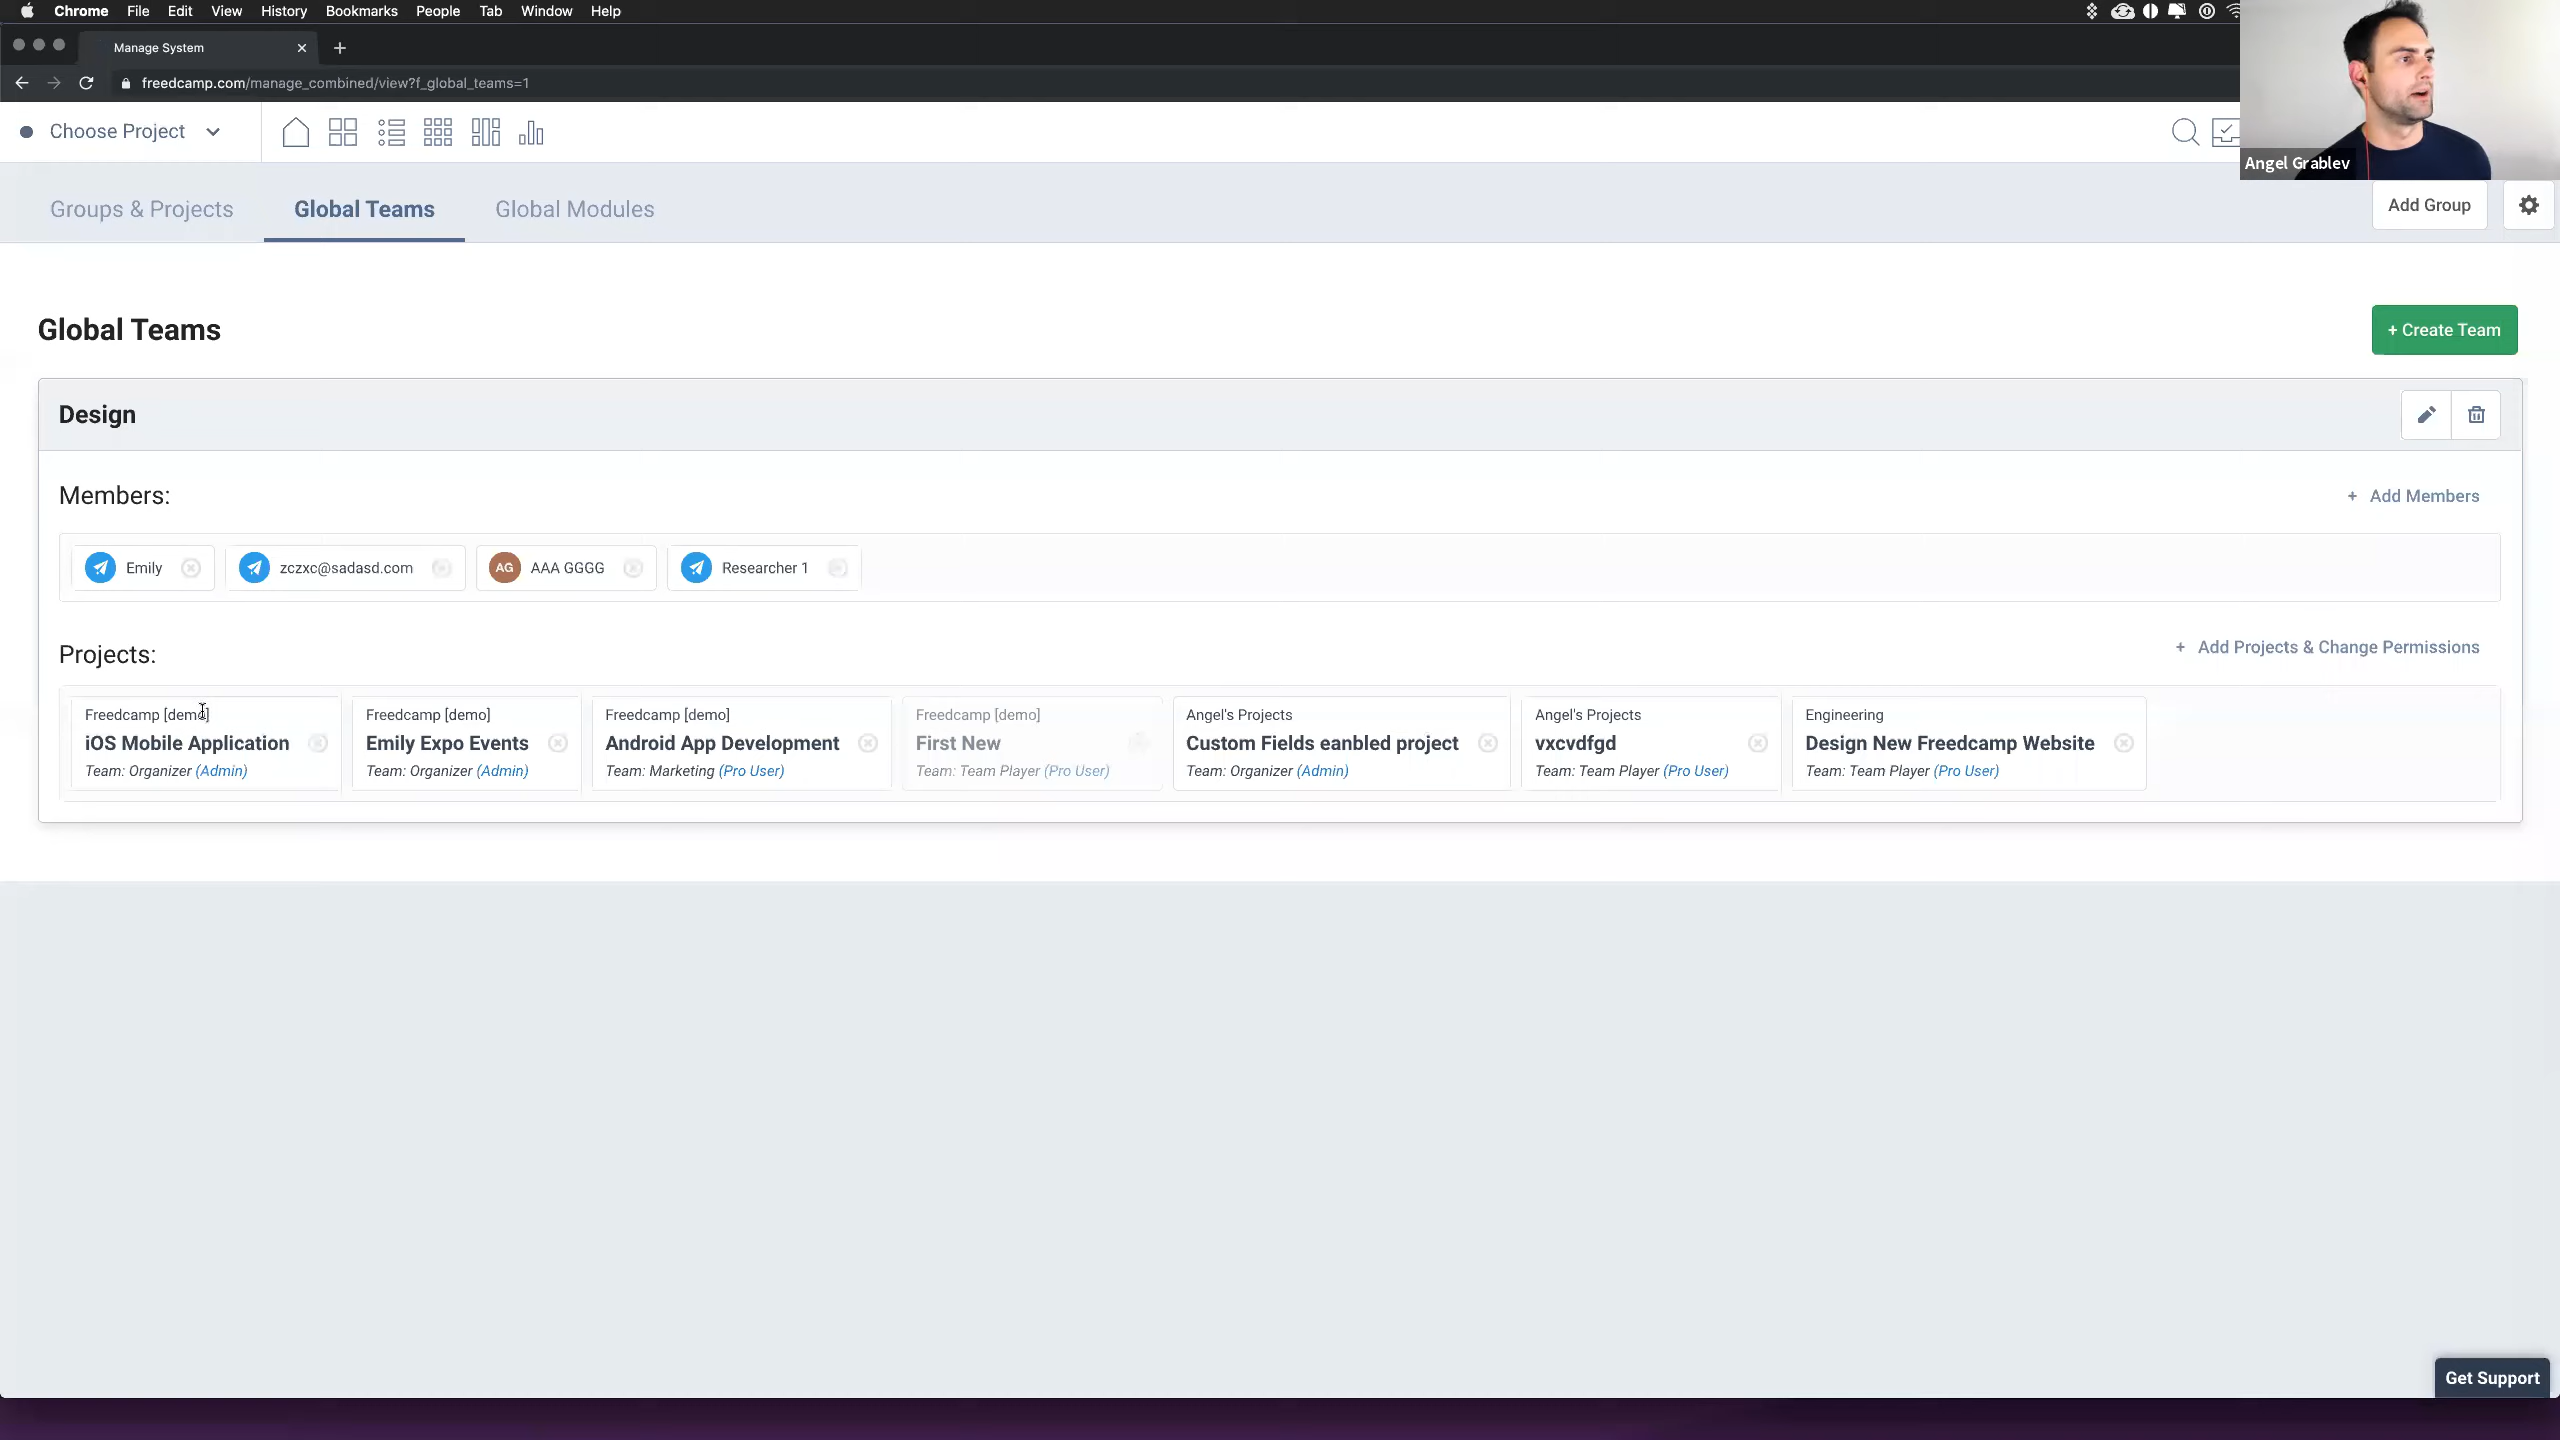 Chrome File Edit View History Bookmarks People Tab Window Help
Manage System
freedcamp.com/manage_combined/view?f_global_teams=1
Choose Project
Angel Grablev
Groups & Projects Global Teams Global Modules Add Group
Global Teams
+ Create Team
Design
Members:
+ Add Members
Emily zczxc@sadasd.com AG AAA GGGG Researcher 1
Projects:
+ Add Projects & Change Permissions
Freedcamp [demo]
iOS Mobile Application
Team: Organizer (Admin)
Freedcamp [demo]
Emily Expo Events
Team: Organizer (Admin)
Freedcamp [demo]
Android App Development
Team: Marketing (Pro User)
Freedcamp [demo]
First New
Team: Team Player (Pro User)
Angel's Projects
Custom Fields eanbled project
Team: Organizer (Admin)
Angel's Projects
vxcvdfgd
Team: Team Player (Pro User)
Engineering
Design New Freedcamp Website
Team: Team Player (Pro User)
Get Support